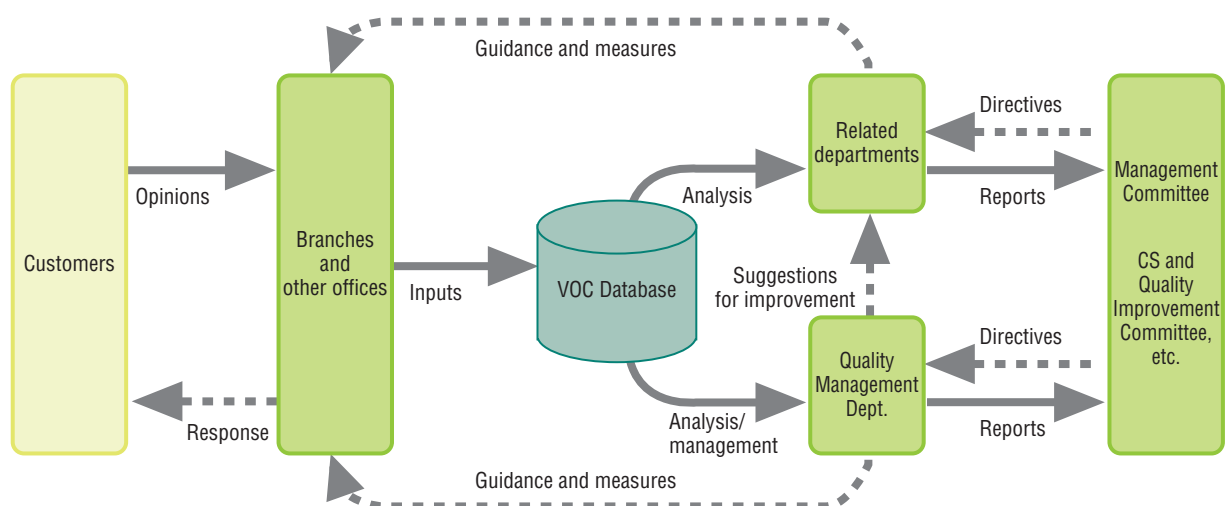 Guidance and measures
Customers
Opinions
Response
Branches
and
other offices
Inputs
VOC Database
Analysis
Analysis/
management
Suggestions
for improvement
Related
departments
Quality
Management
Dept.
Directives
Reports
Directives
Reports
Management
Committee
CS and
Quality
Improvement
Committee,
etc.
Guidance and measures